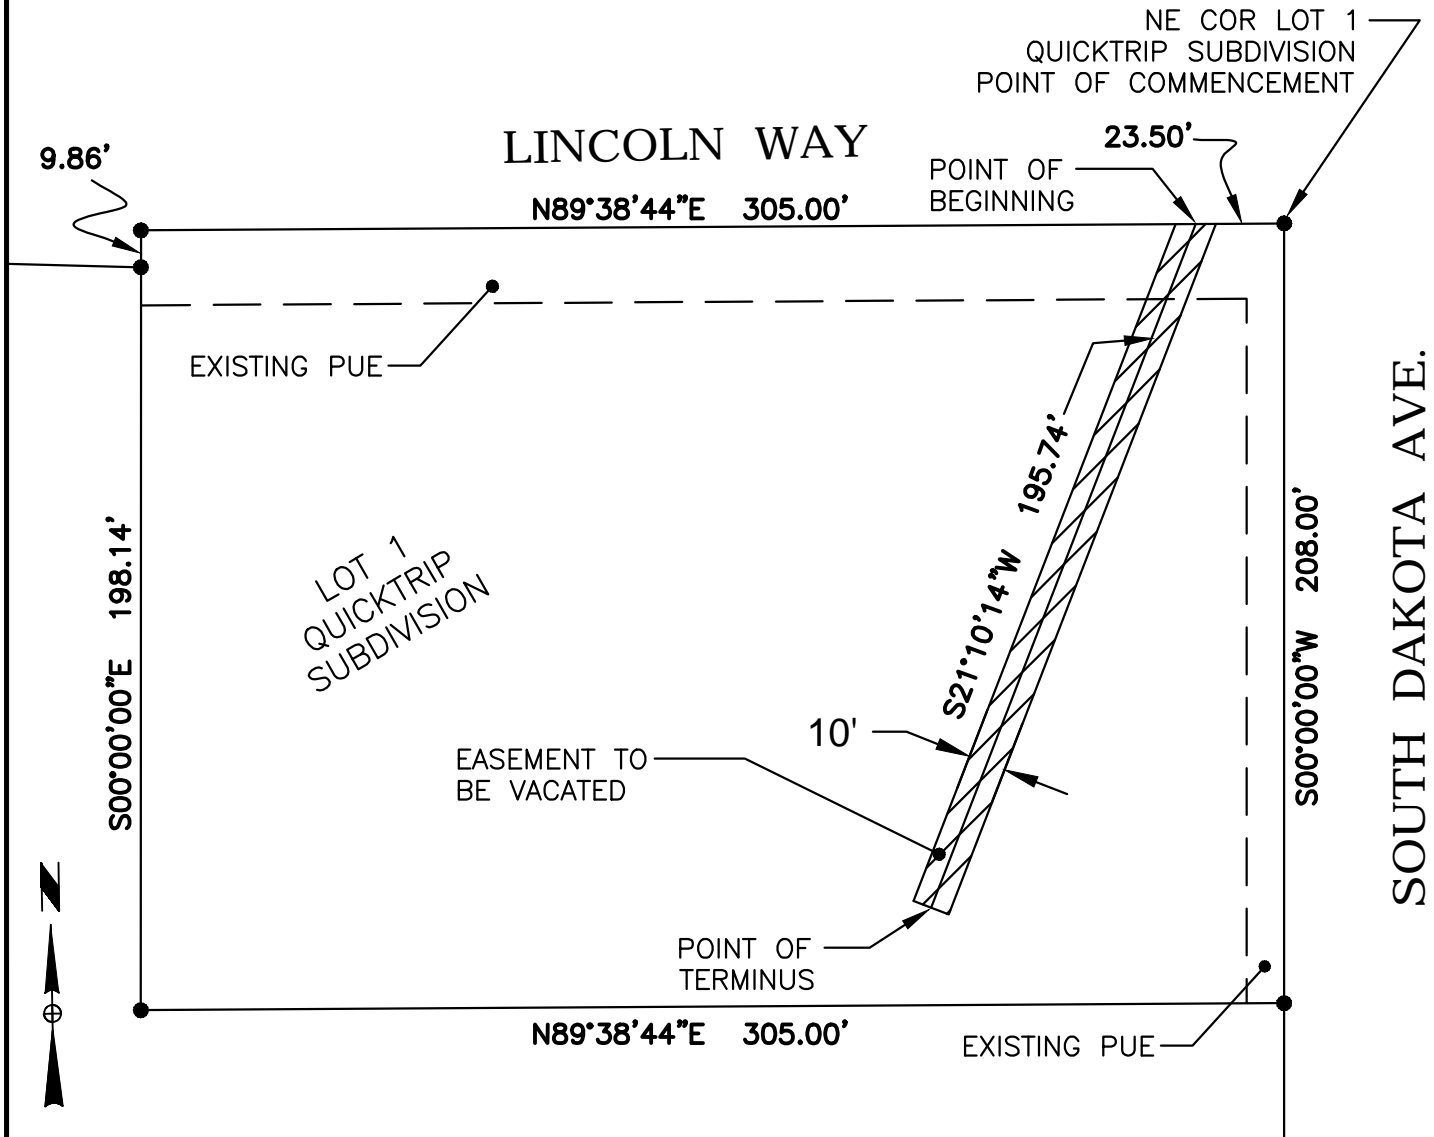 NE COR LOT 1
QUICKTRIP SUBDIVISION
POINT OF COMMENCEMENT
LINCOLN WAY
23.50'
9.86'
POINT OF
BEGINNING
N89°38'44"E 305.00'
EXISTING PUE
S21°10'14"W 195.74'
SOUTH DAKOTA AVE.
S00°00'00"W 208.00'
S00°00'00"E 198.14'
LOT 1
QUICKTRIP
SUBDIVISION
10'
EASEMENT TO
BE VACATED
N
POINT OF
TERMINUS
N89°38'44"E 305.00'
EXISTING PUE